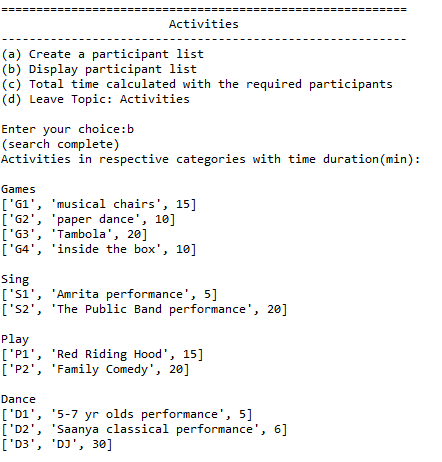 ==========================================================
Activities
----------------------------------------------------------
(a) Create a participant list
(b) Display participant list
(c) Total time calculated with the required participants
(d) Leave Topic: Activities
Enter your choice:b
(search complete)
Activities in respective categories with time duration(min):
Games
['G1', 'musical chairs', 15]
['G2', 'paper dance', 10]
['G3', 'Tambola', 20]
['G4', 'inside the box', 10]
Sing
['S1', 'Amrita performance', 5]
['S2', 'The Public Band performance', 20]
Play
['P1', 'Red Riding Hood', 15]
['P2', 'Family Comedy', 20]
Dance
['D1', '5-7 yr olds performance', 5]
['D2', 'Saanya classical performance', 6]
['D3', 'DJ', 30]